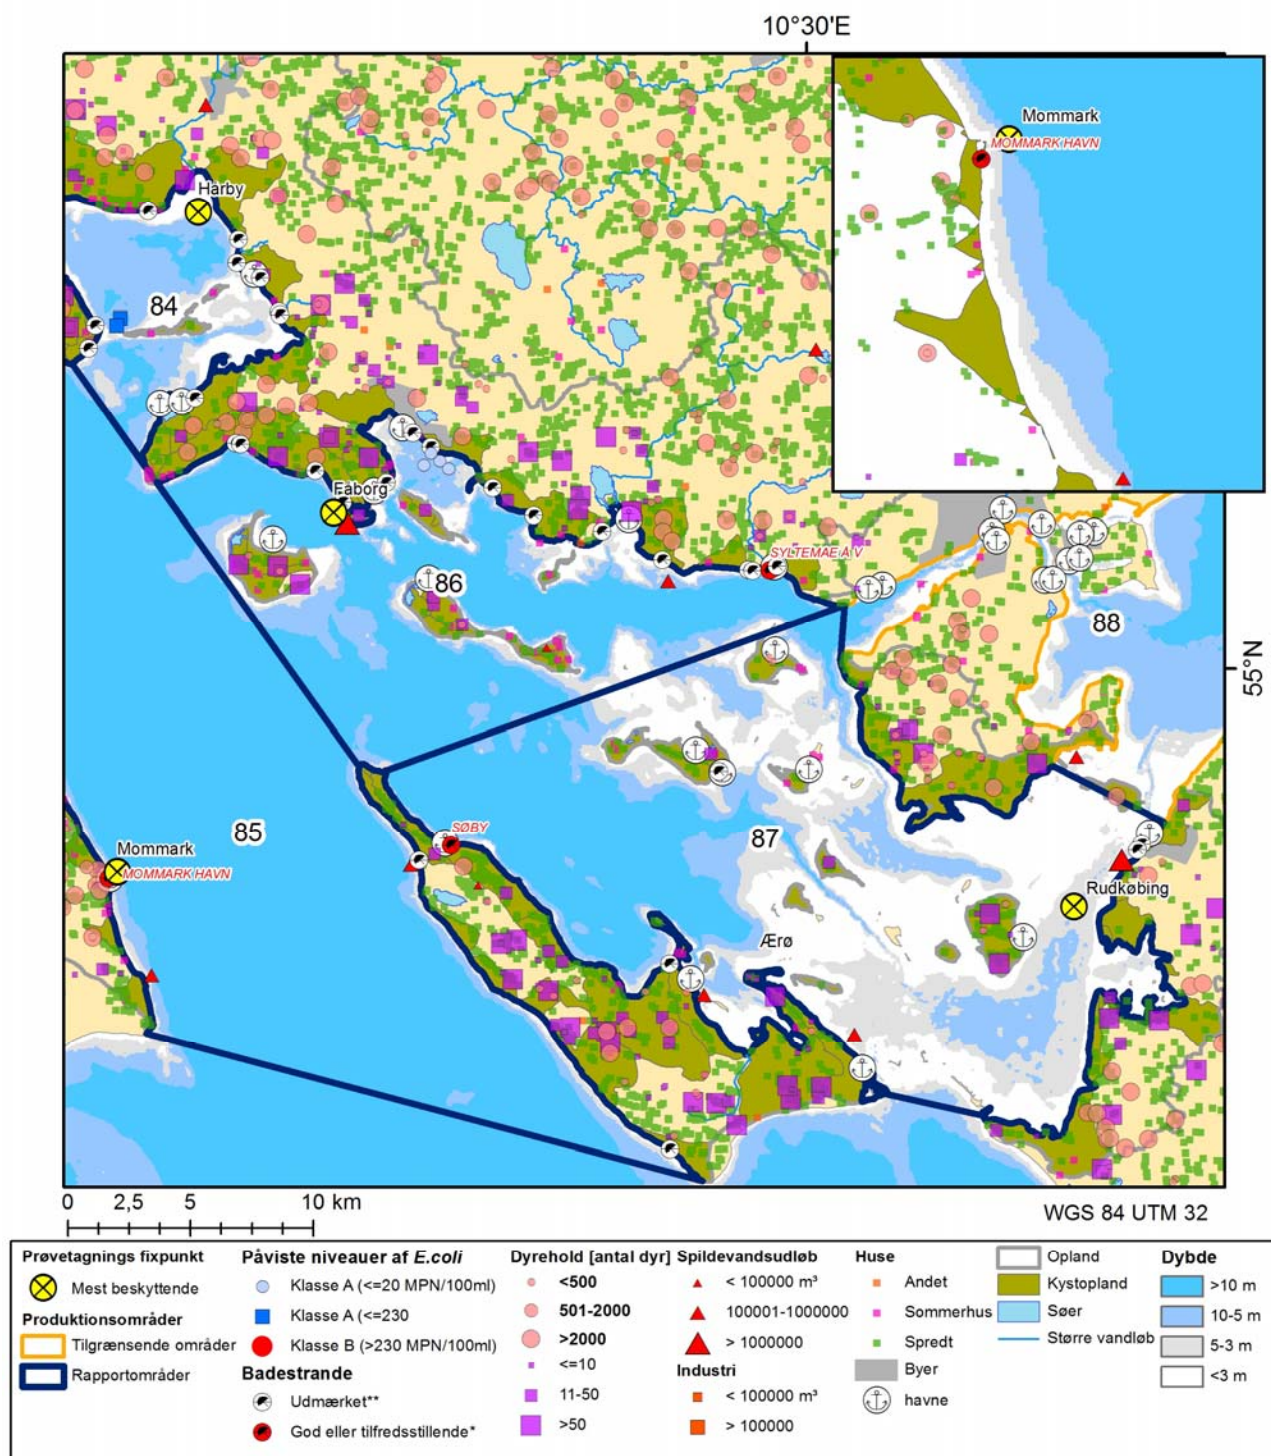 10°30'E
Mommark
MOMMARK HAVN
Harby
84
Faborg
SYLTEMAE Å V
86
88
55°N
SØBY
85
87
Mommark
MOMMARK HAVN
Rudkøbing
Ærø
0 2,5 5 10 km
WGS 84 UTM 32
Prøvetagnings fixpunkt
Mest beskyttende
Produktionsområder
Tilgrænsende områder
Rapportområder
Påviste niveauer af E.coli
Klasse A (<=20 MPN/100ml)
Klasse A (<=230
Klasse B (>230 MPN/100ml)
Badestrande
Udmærket**
God eller tilfredsstillende*
Dyrehold [antal dyr]
<500
501-2000
>2000
<=10
11-50
>50
Spildevandsudløb
< 100000 m³
100001-1000000
> 1000000
Industri
< 100000 m³
> 100000
Huse
Andet
Sommerhus
Spredt
Byer
havne
Opland
Kystopland
Søer
Større vandløb
Dybde
>10 m
10-5 m
5-3 m
<3 m